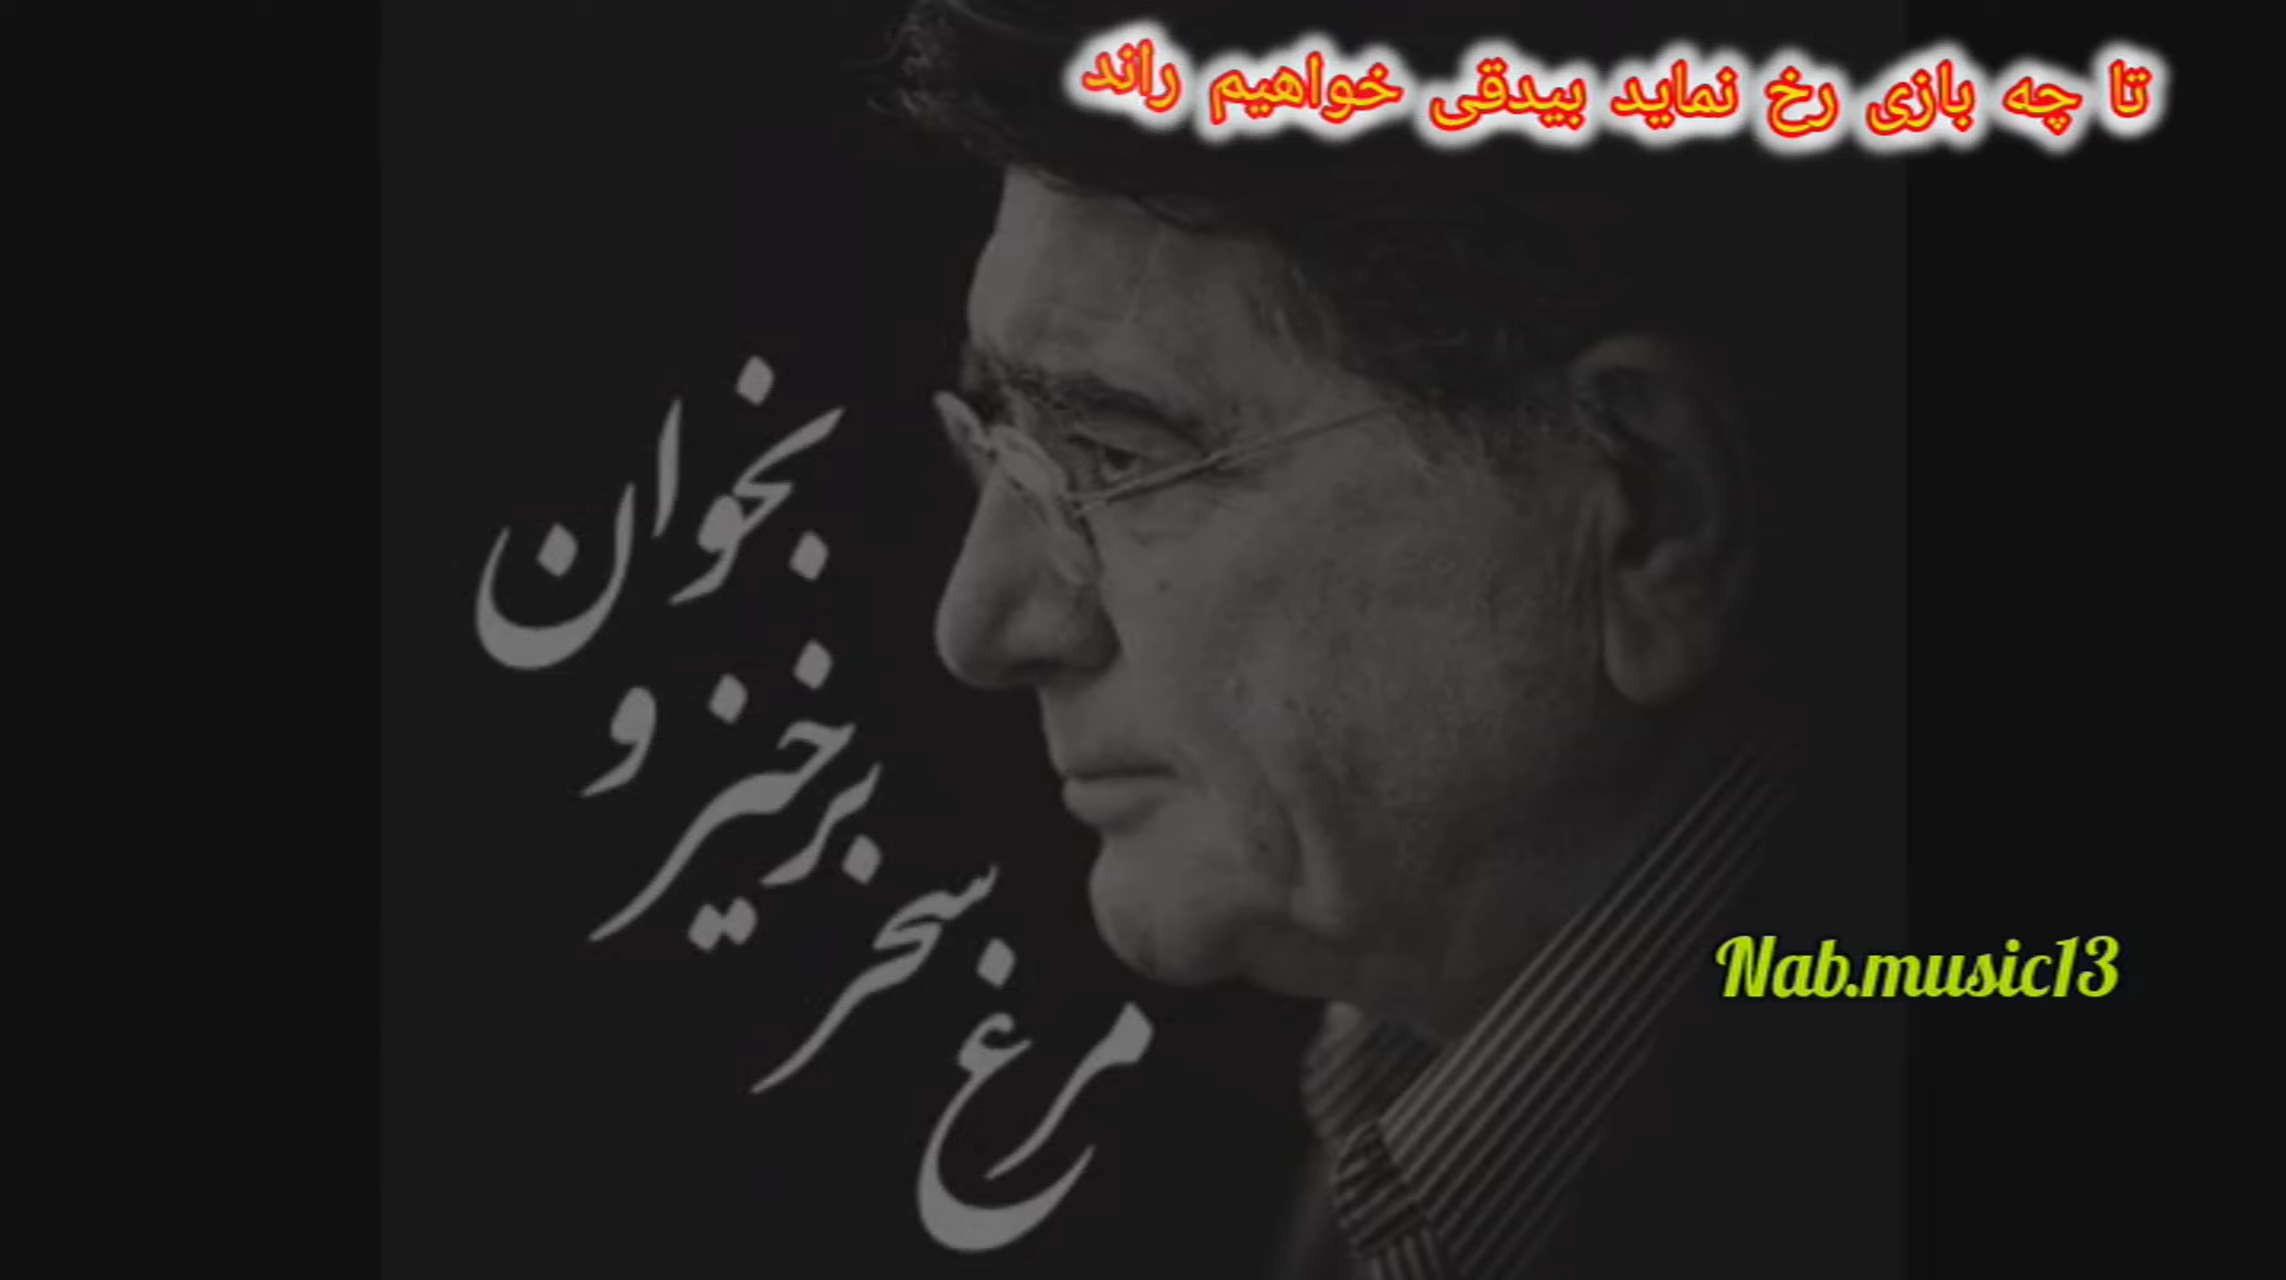 تا چه بازی رخ نماید بیدقی خواهیم راند
مرغ سحر
برخیز و
بخوان
Nab.music13